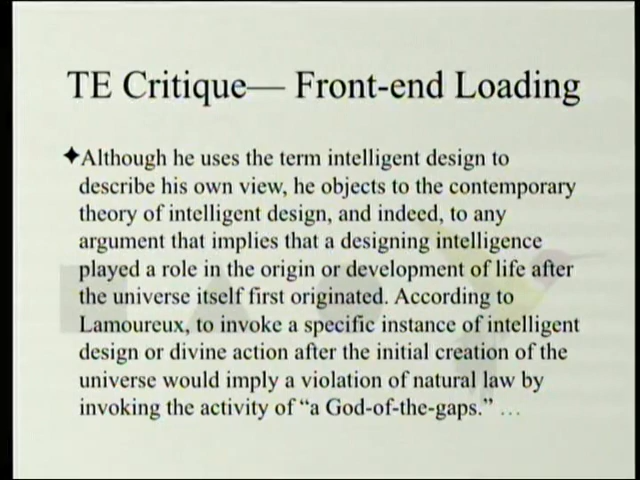 TE Critique— Front-end Loading
✦Although he uses the term intelligent design to
describe his own view, he objects to the contemporary
theory of intelligent design, and indeed, to any
argument that implies that a designing intelligence
played a role in the origin or development of life after
the universe itself first originated. According to
Lamoureux, to invoke a specific instance of intelligent
design or divine action after the initial creation of the
universe would imply a violation of natural law by
invoking the activity of “a God-of-the-gaps.” …